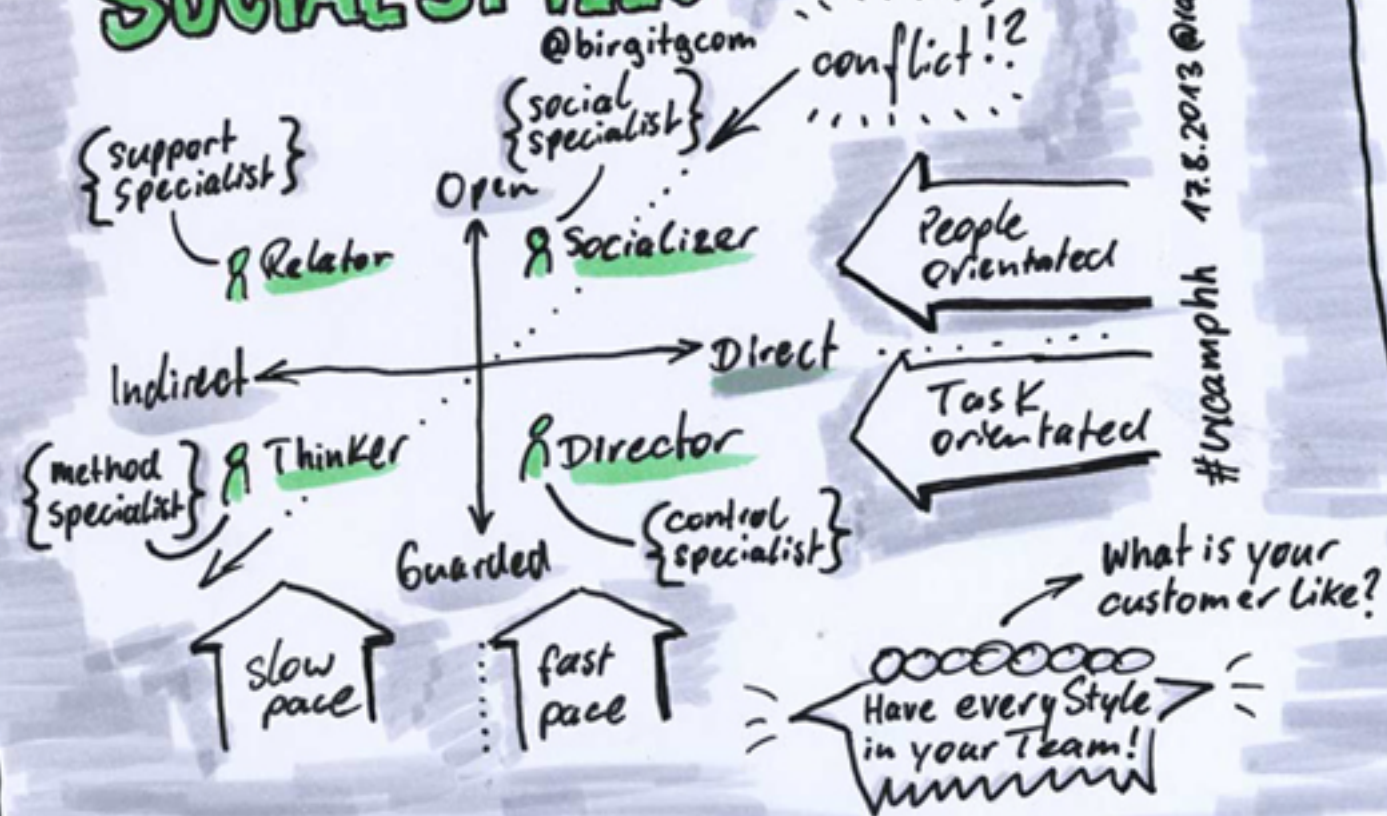 SOCIAL STYLES
@birgitgcom
conflict!?
{social
specialist}
{support
specialist}
Open
Relator
Socializer
People
orientated
Indirect
Direct
Task
orientated
{method
specialist}
Thinker
Director
{control
specialist}
Guarded
slow
pace
fast
pace
What is your
customer like?
Have every Style
in your Team!
#uxcamphh 17.8.2013